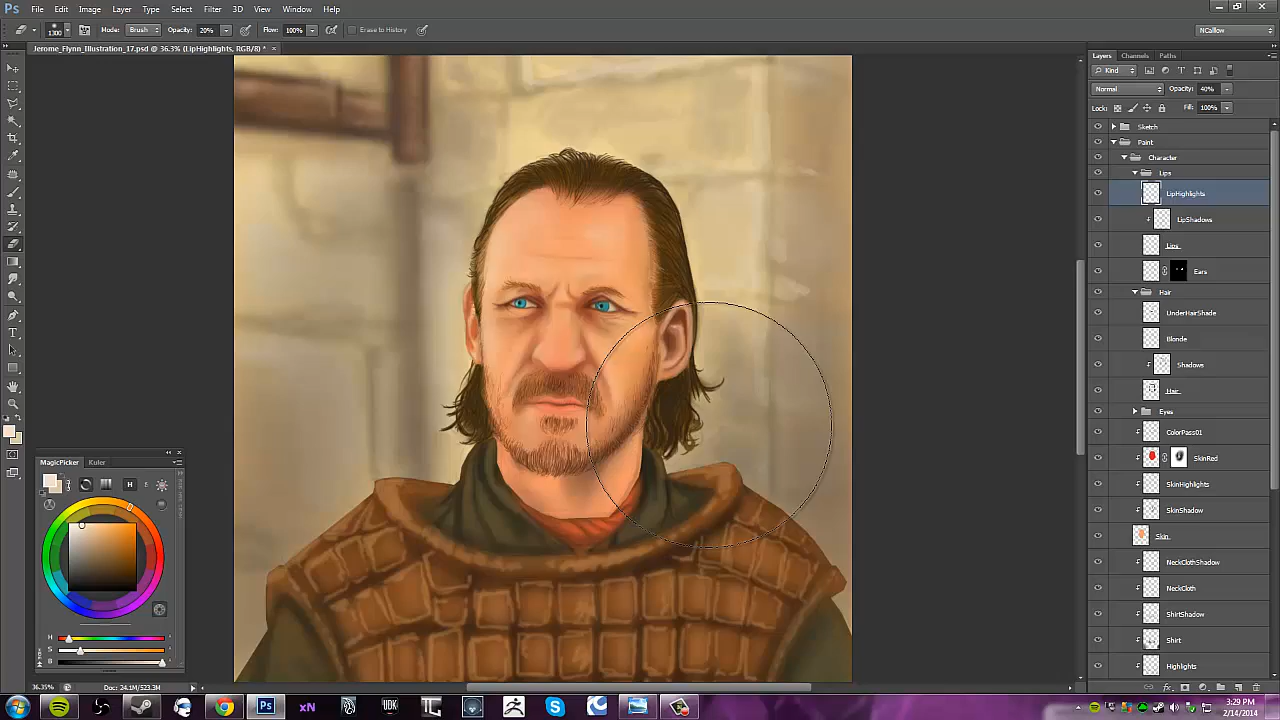 Ps File Edit Image Layer Type Select Filter 3D View Window Help
1300 Mode: Brush Opacity: 20% Flow: 100% Erase to History NCallow
Jerome_Flynn_Illustration_17.psd @ 36.3% (LipHighlights, RGB/8) * ×
Layers Channels Paths
Kind
Normal Opacity: 40%
Lock: Fill: 100%
Sketch
Paint
Character
Lips
LipHighlights
LipShadows
Lips
Ears
Hair
UnderHairShade
Blonde
Shadows
Hair
Eyes
ColorPass01
SkinRed
SkinHighlights
SkinShadow
Skin
NeckClothShadow
NeckCloth
ShirtShadow
Shirt
Highlights
MagicPicker Kuler
H
H
S
B
36.35% Doc: 24.1M/523.3M
Ps xN UDK
3:29 PM
2/14/2014